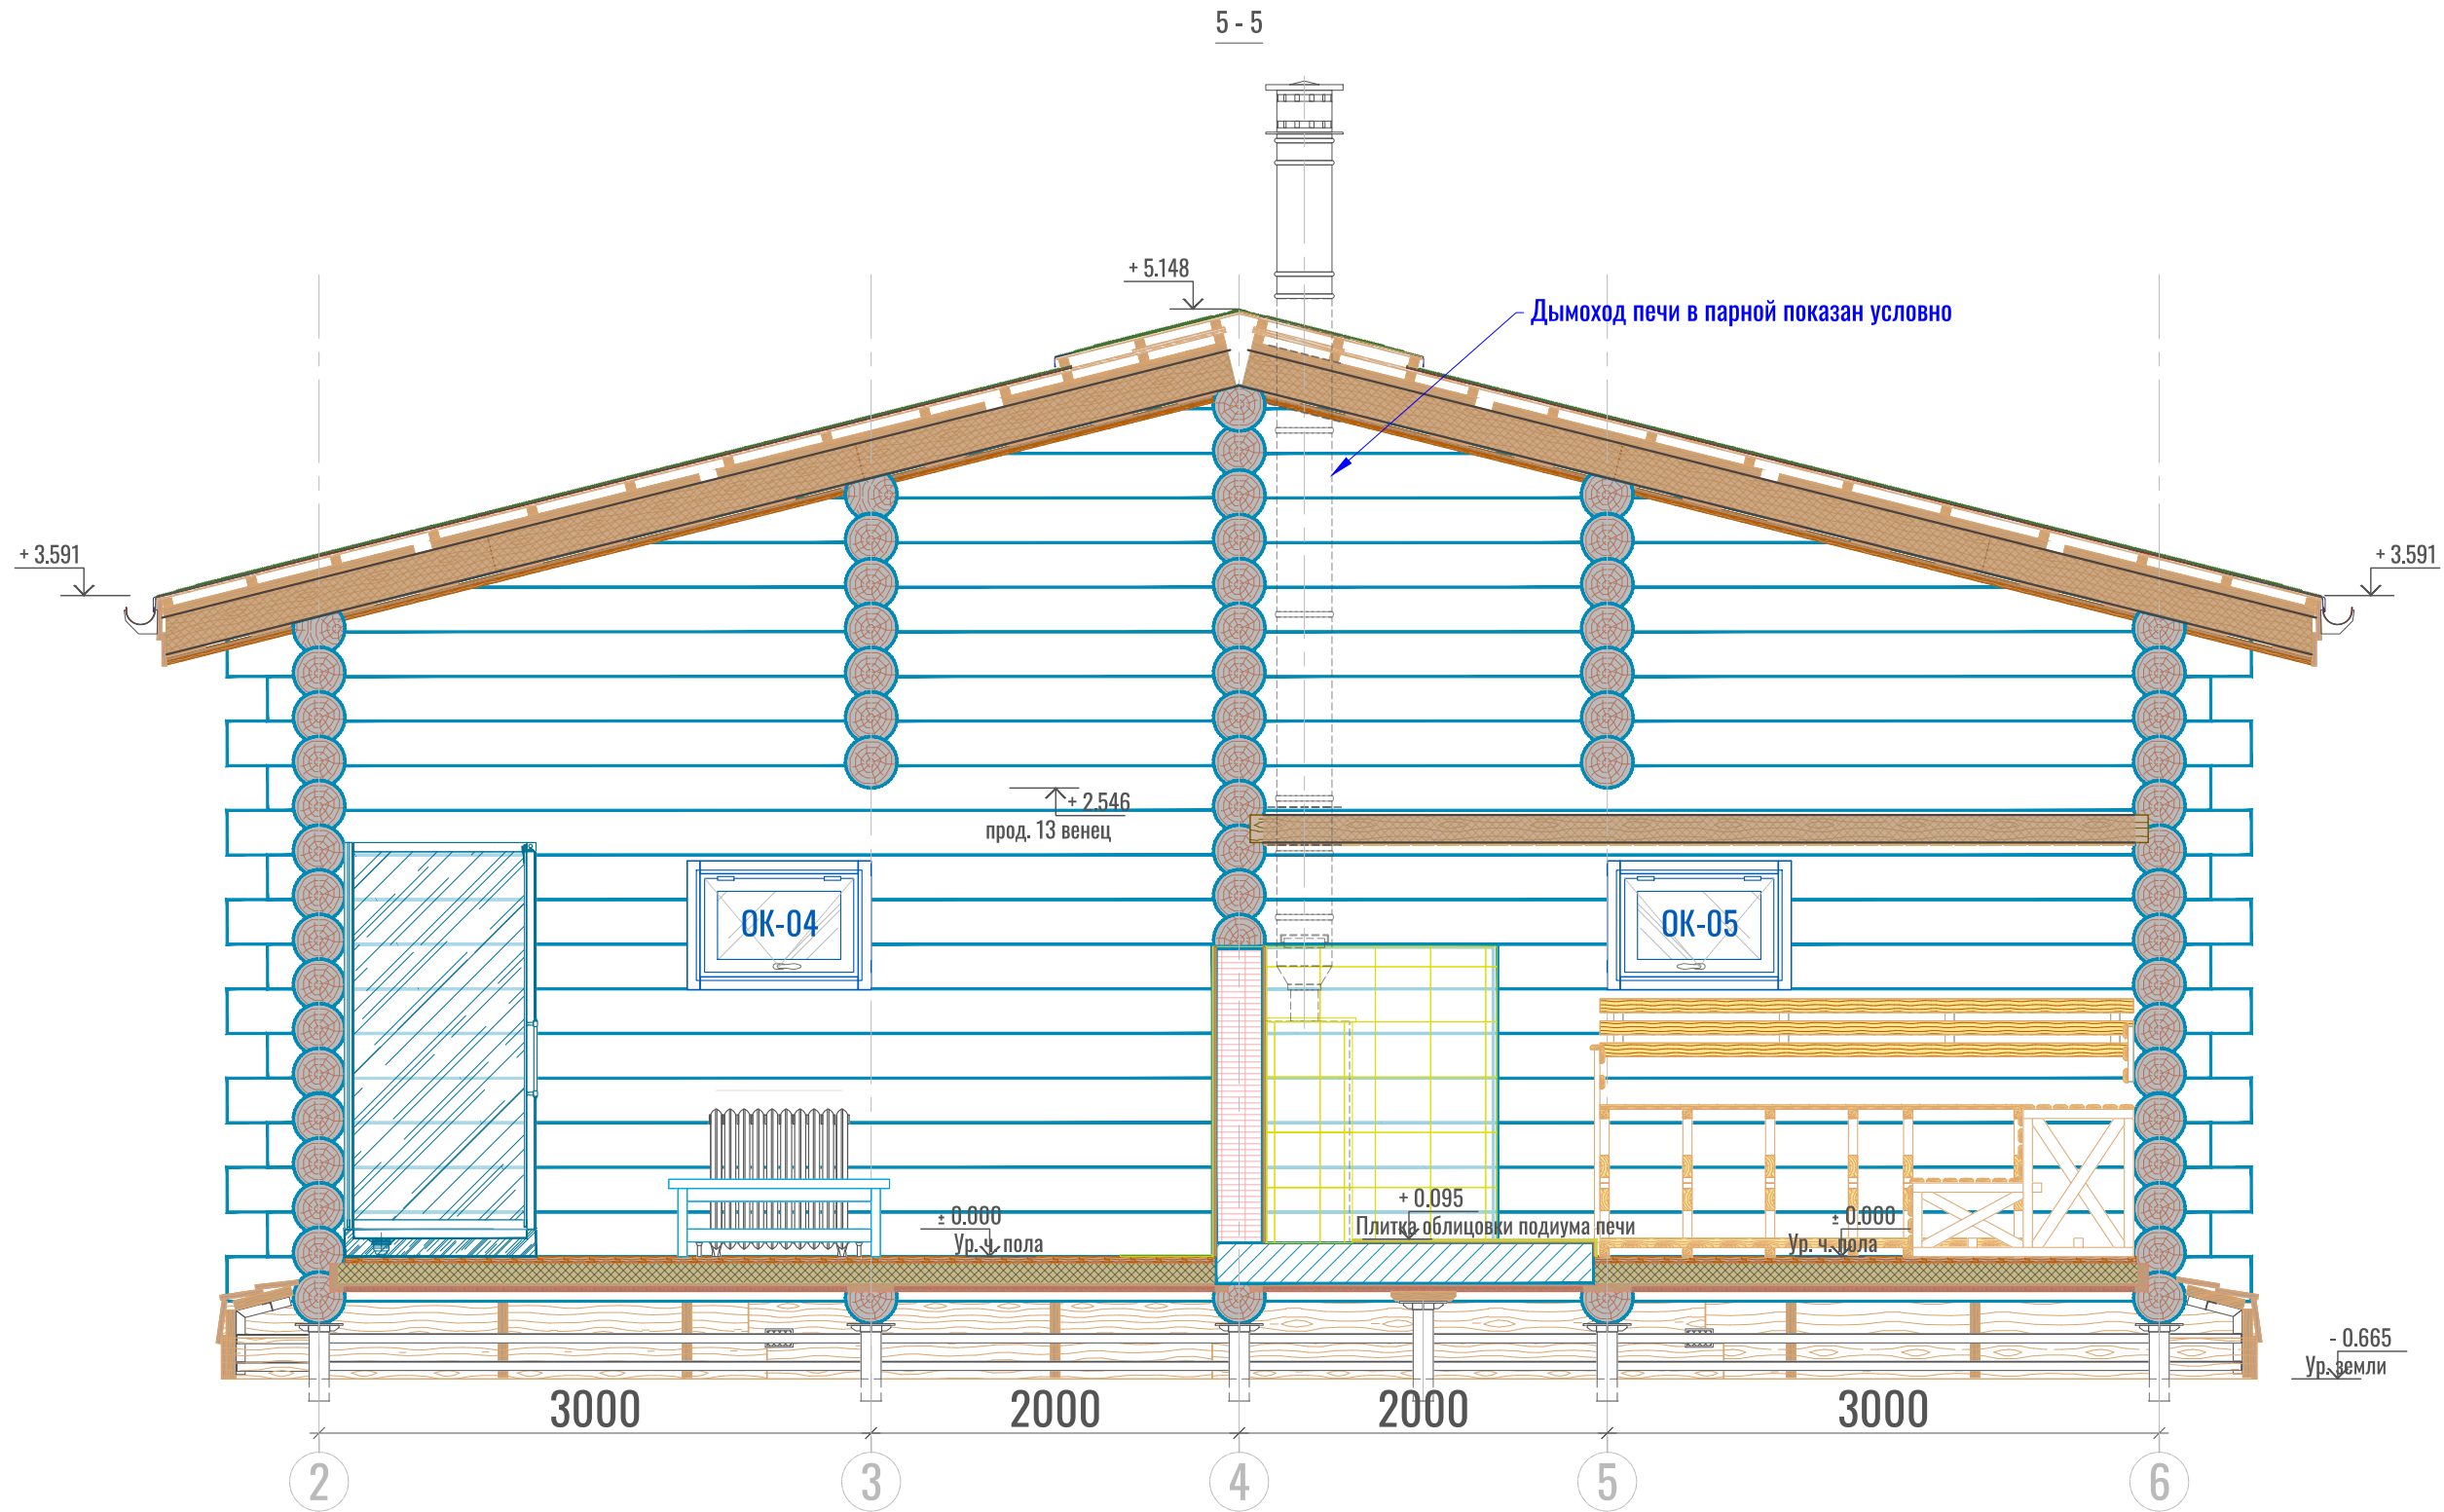 5 - 5
+ 5.148
Дымоход печи в парной показан условно
+ 3.591
+ 3.591
+ 2.546
прод. 13 венец
ОК-04
ОК-05
+ 0.095
Плитка облицовки подиума печи
± 0.000
Ур. ч. пола
± 0.000
Ур. ч. пола
- 0.665
Ур. земли
3000
2000
2000
3000
2
3
4
5
6